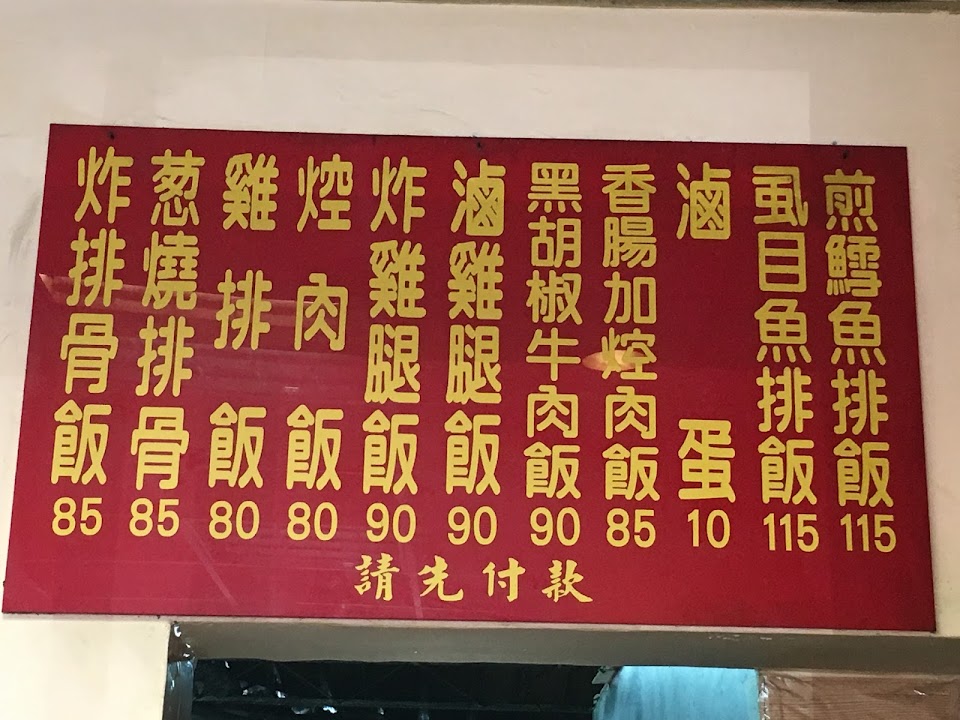 煎鱈魚排飯 115
虱目魚排飯 115
滷蛋 10
香腸加焢肉飯 85
黑胡椒牛肉飯 90
滷雞腿飯 90
炸雞腿飯 90
焢肉飯 80
雞排飯 80
葱燒排骨 85
炸排骨飯 85
請先付款